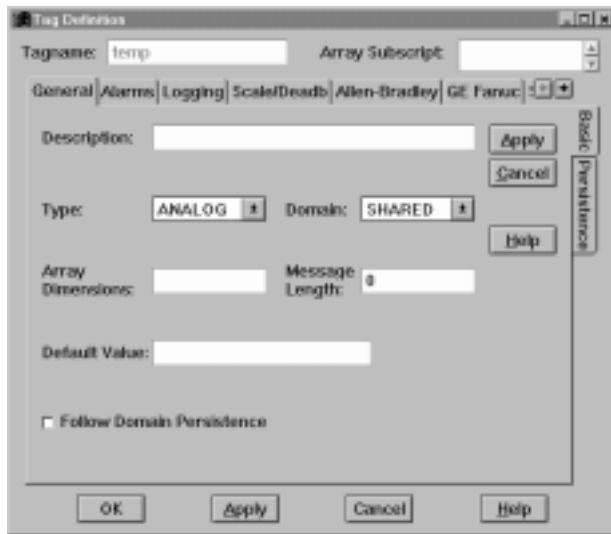 Tag Definition
Tagname: temp Array Subscript:
General Alarms Logging Scale/Deadb Allen-Bradley GE Fanuc
Basic
Persistence
Description:
Apply
Cancel
Type: ANALOG Domain: SHARED
Help
Array Dimensions: Message Length: 0
Default Value:
Follow Domain Persistence
OK Apply Cancel Help